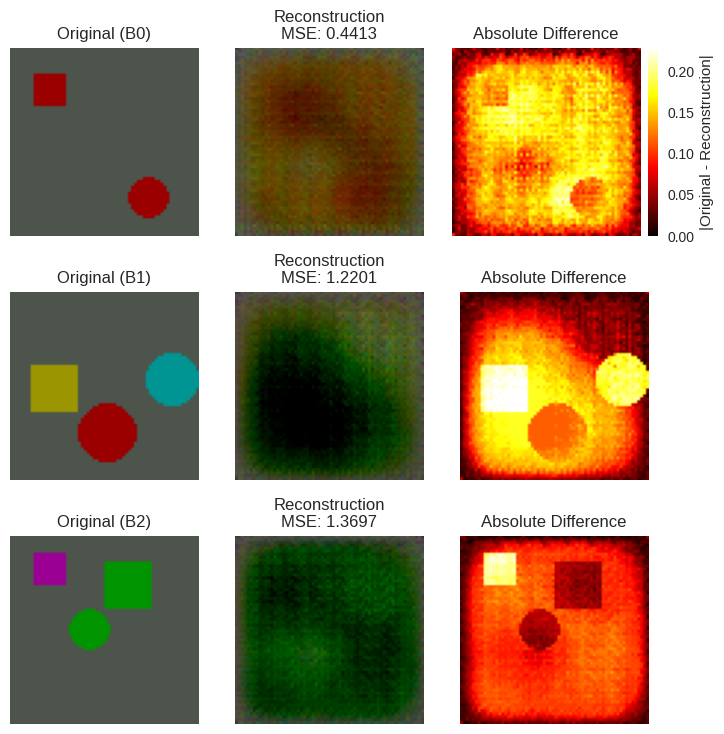 Original (B0)
Reconstruction
MSE: 0.4413
Absolute Difference
0.20
0.15
0.10
0.05
0.00
|Original - Reconstruction|
Original (B1)
Reconstruction
MSE: 1.2201
Absolute Difference
Original (B2)
Reconstruction
MSE: 1.3697
Absolute Difference